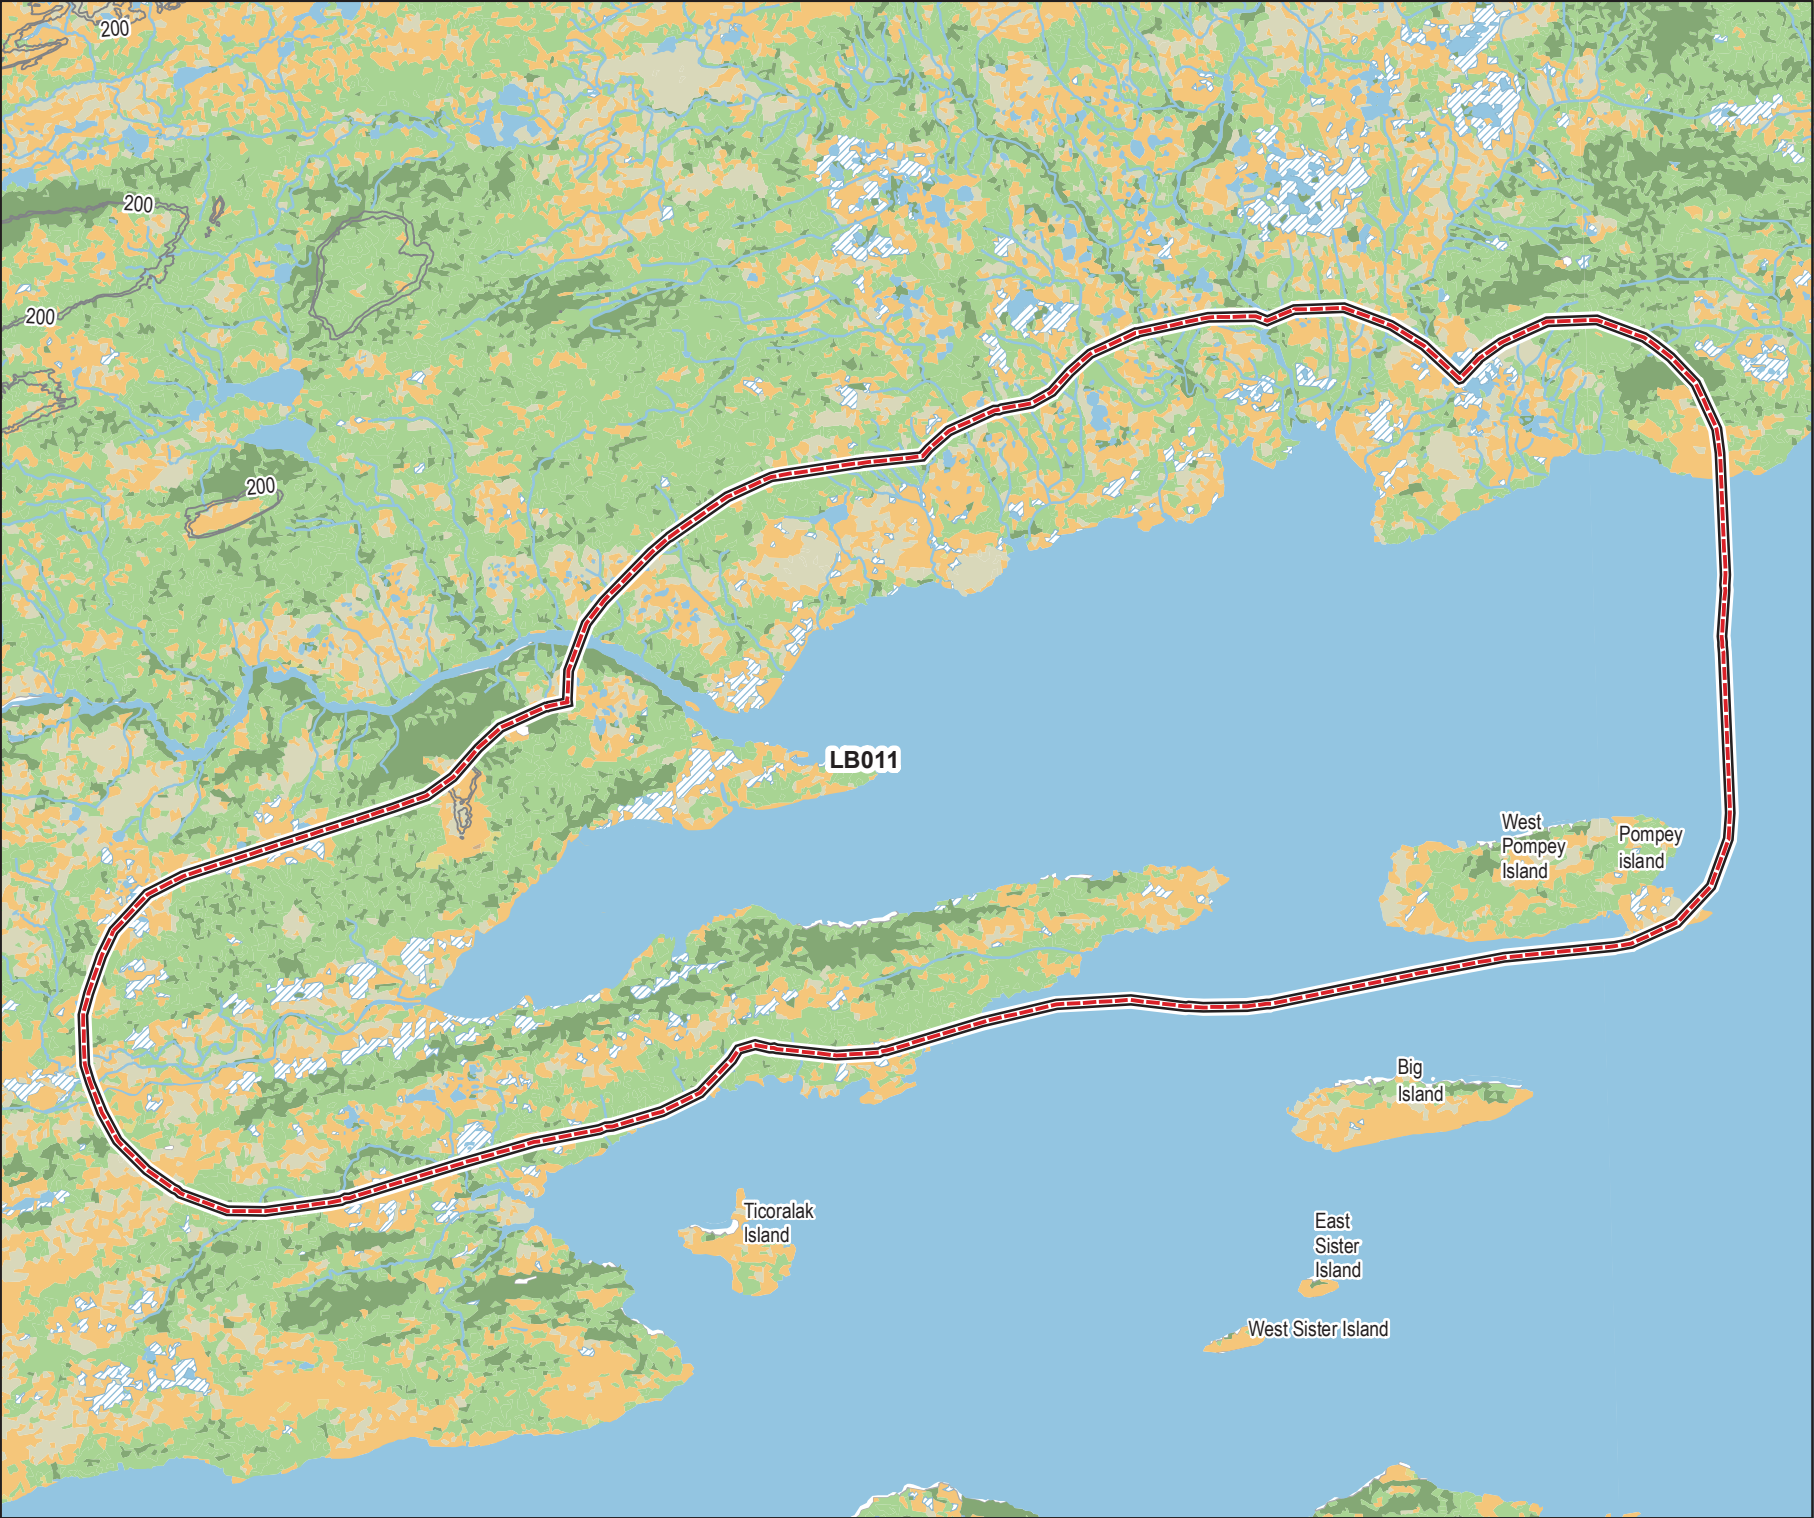 200
200
200
200
LB011
West
Pompey
Island
Pompey
island
Big
Island
Ticoralak
Island
East
Sister
Island
West Sister Island